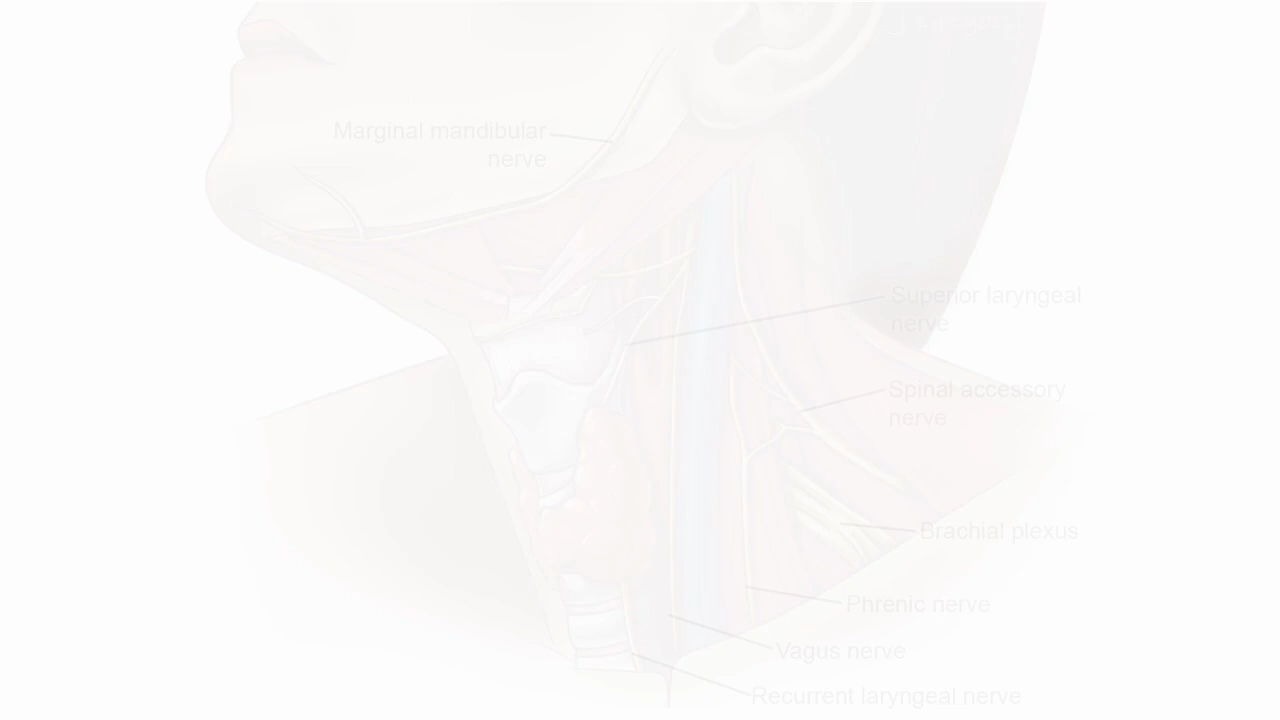 Marginal mandibular
nerve
Superior laryngeal
nerve
Spinal accessory
nerve
Brachial plexus
Phrenic nerve
Vagus nerve
Recurrent laryngeal nerve